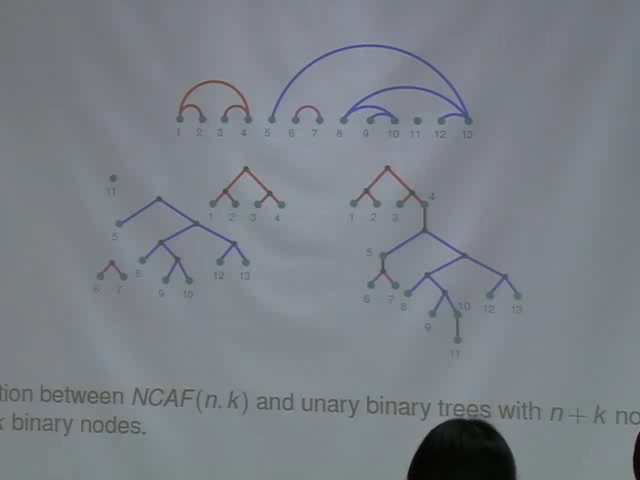 1 2 3 4 5 6 7 8 9 10 11 12 13
11
1 2 3 4
1 2 3 4
5
5
6 7
8
9 10
12 13
6 7
8
9
10
12 13
11
between NCAF(n, k) and unary binary trees with n + k
binary nodes.